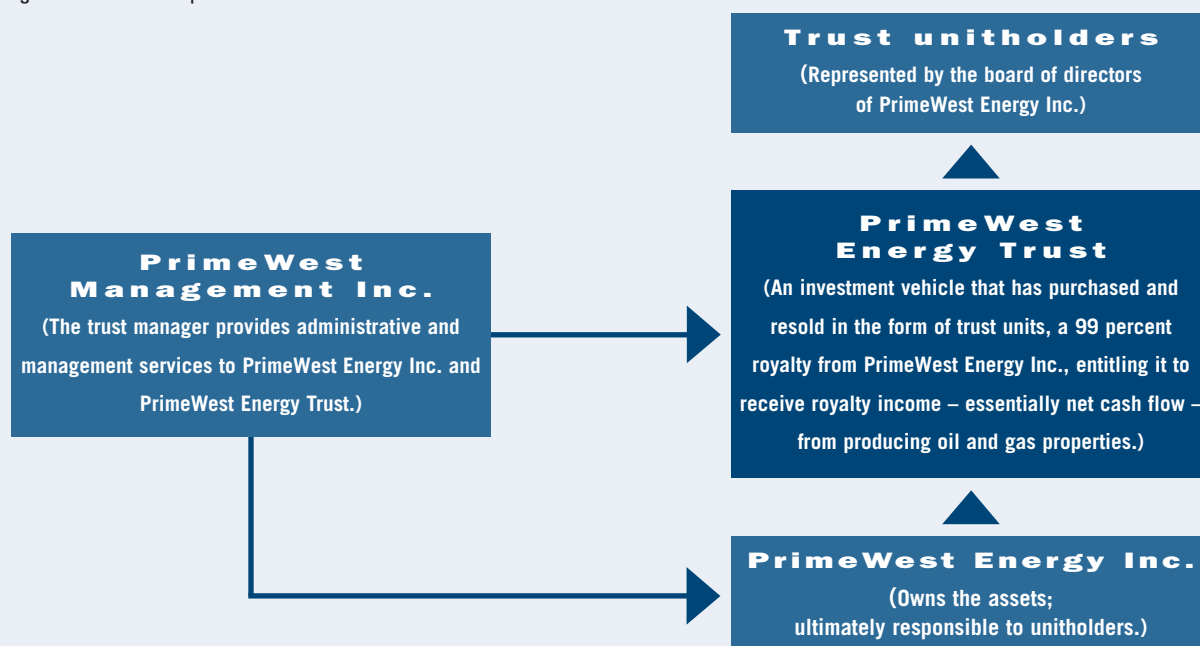 Trust unitholders
(Represented by the board of directors
of PrimeWest Energy Inc.)
PrimeWest
Energy Trust
(An investment vehicle that has purchased and
resold in the form of trust units, a 99 percent
royalty from PrimeWest Energy Inc., entitling it to
receive royalty income – essentially net cash flow –
from producing oil and gas properties.)
PrimeWest
Management Inc.
(The trust manager provides administrative and
management services to PrimeWest Energy Inc. and
PrimeWest Energy Trust.)
PrimeWest Energy Inc.
(Owns the assets;
ultimately responsible to unitholders.)